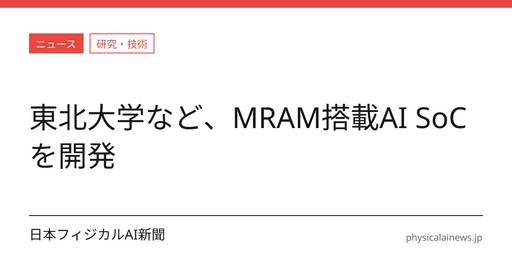 ニュース 研究・技術
東北大学など、MRAM搭載AI SoC
を開発
日本フィジカルAI新聞
physicalainews.jp